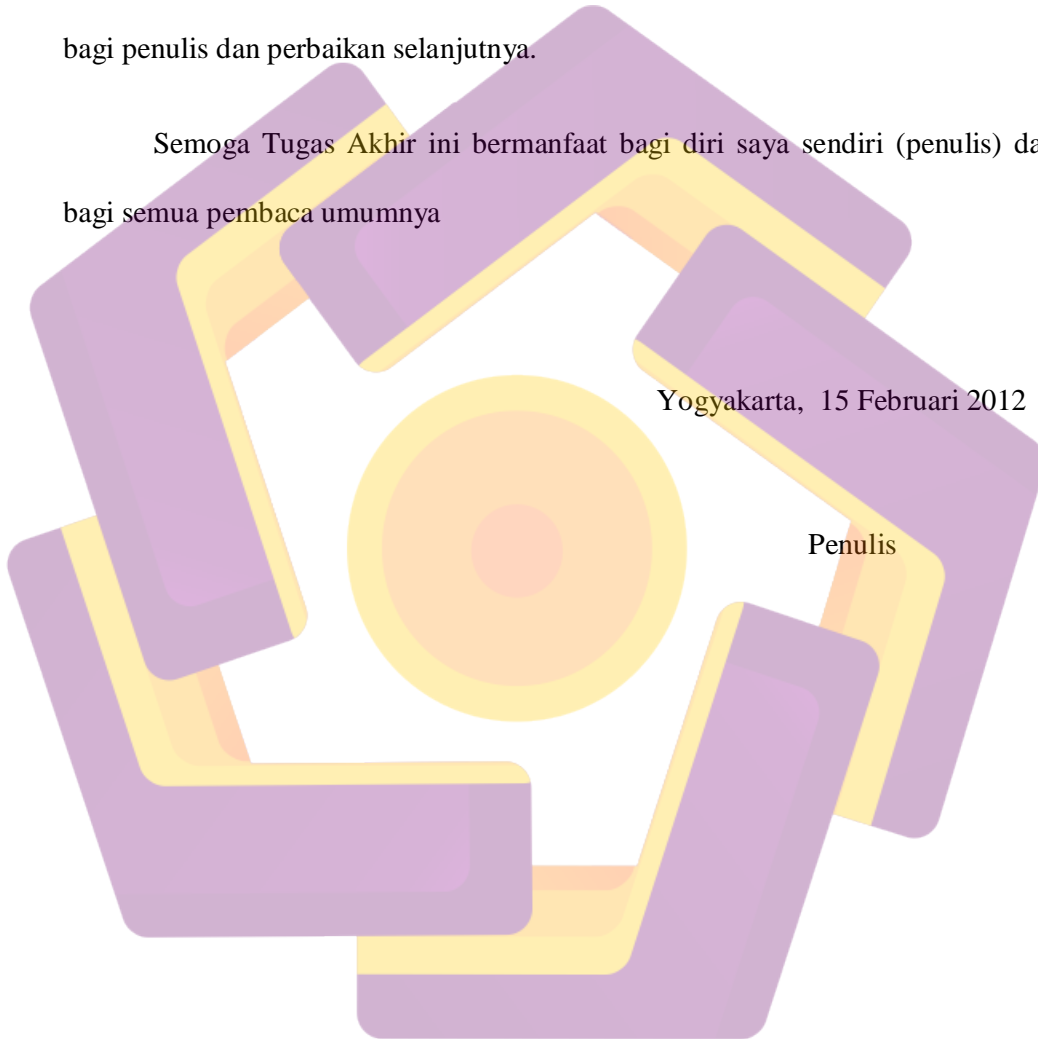 bagi penulis dan perbaikan selanjutnya.
Semoga Tugas Akhir ini bermanfaat bagi diri saya sendiri (penulis) da
bagi semua pembaca umumnya
Yogyakarta, 15 Februari 2012
Penulis